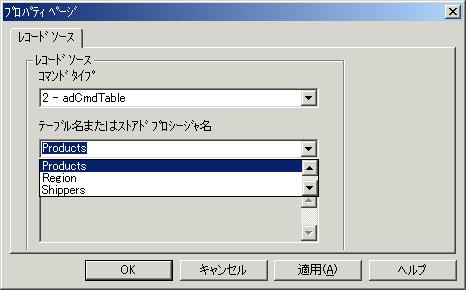 プロパティ ページ
レコード ソース
レコード ソース
コマンド タイプ
2 - adCmdTable
テーブル名またはストアド プロシージャ名
Products
Products
Region
Shippers
OK
キャンセル
適用(A)
ヘルプ